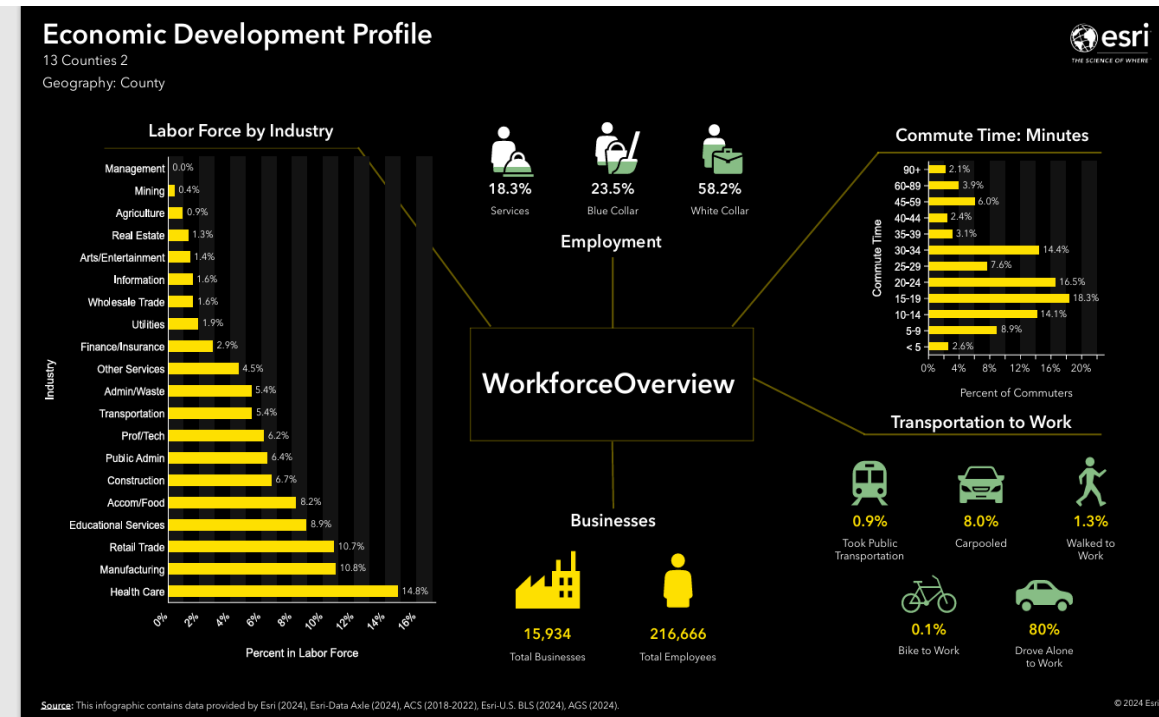 Economic Development Profile
13 Counties 2
Geography: County
esri
THE SCIENCE OF WHERE
Labor Force by Industry
Industry
Management 0.0%
Mining 0.4%
Agriculture 0.9%
Real Estate 1.3%
Arts/Entertainment 1.4%
Information 1.6%
Wholesale Trade 1.6%
Utilities 1.9%
Finance/Insurance 2.9%
Other Services 4.5%
Admin/Waste 5.4%
Transportation 5.4%
Prof/Tech 6.2%
Public Admin 6.4%
Construction 6.7%
Accom/Food 8.2%
Educational Services 8.9%
Retail Trade 10.7%
Manufacturing 10.8%
Health Care 14.8%
0% 2% 4% 6% 8% 10% 12% 14% 16%
Percent in Labor Force
18.3% 23.5% 58.2%
Services Blue Collar White Collar
Employment
WorkforceOverview
Businesses
15,934 216,666
Total Businesses Total Employees
Commute Time: Minutes
Commute Time
90+ 2.1%
60-89 3.9%
45-59 6.0%
40-44 2.4%
35-39 3.1%
30-34 14.4%
25-29 7.6%
20-24 16.5%
15-19 18.3%
10-14 14.1%
5-9 8.9%
< 5 2.6%
0% 4% 8% 12% 16% 20%
Percent of Commuters
Transportation to Work
0.9% 8.0% 1.3%
Took Public Carpooled Walked to
Transportation Work
0.1% 80%
Bike to Work Drove Alone
to Work
Source: This infographic contains data provided by Esri (2024), Esri-Data Axle (2024), ACS (2018-2022), Esri-U.S. BLS (2024), AGS (2024).
© 2024 Esri